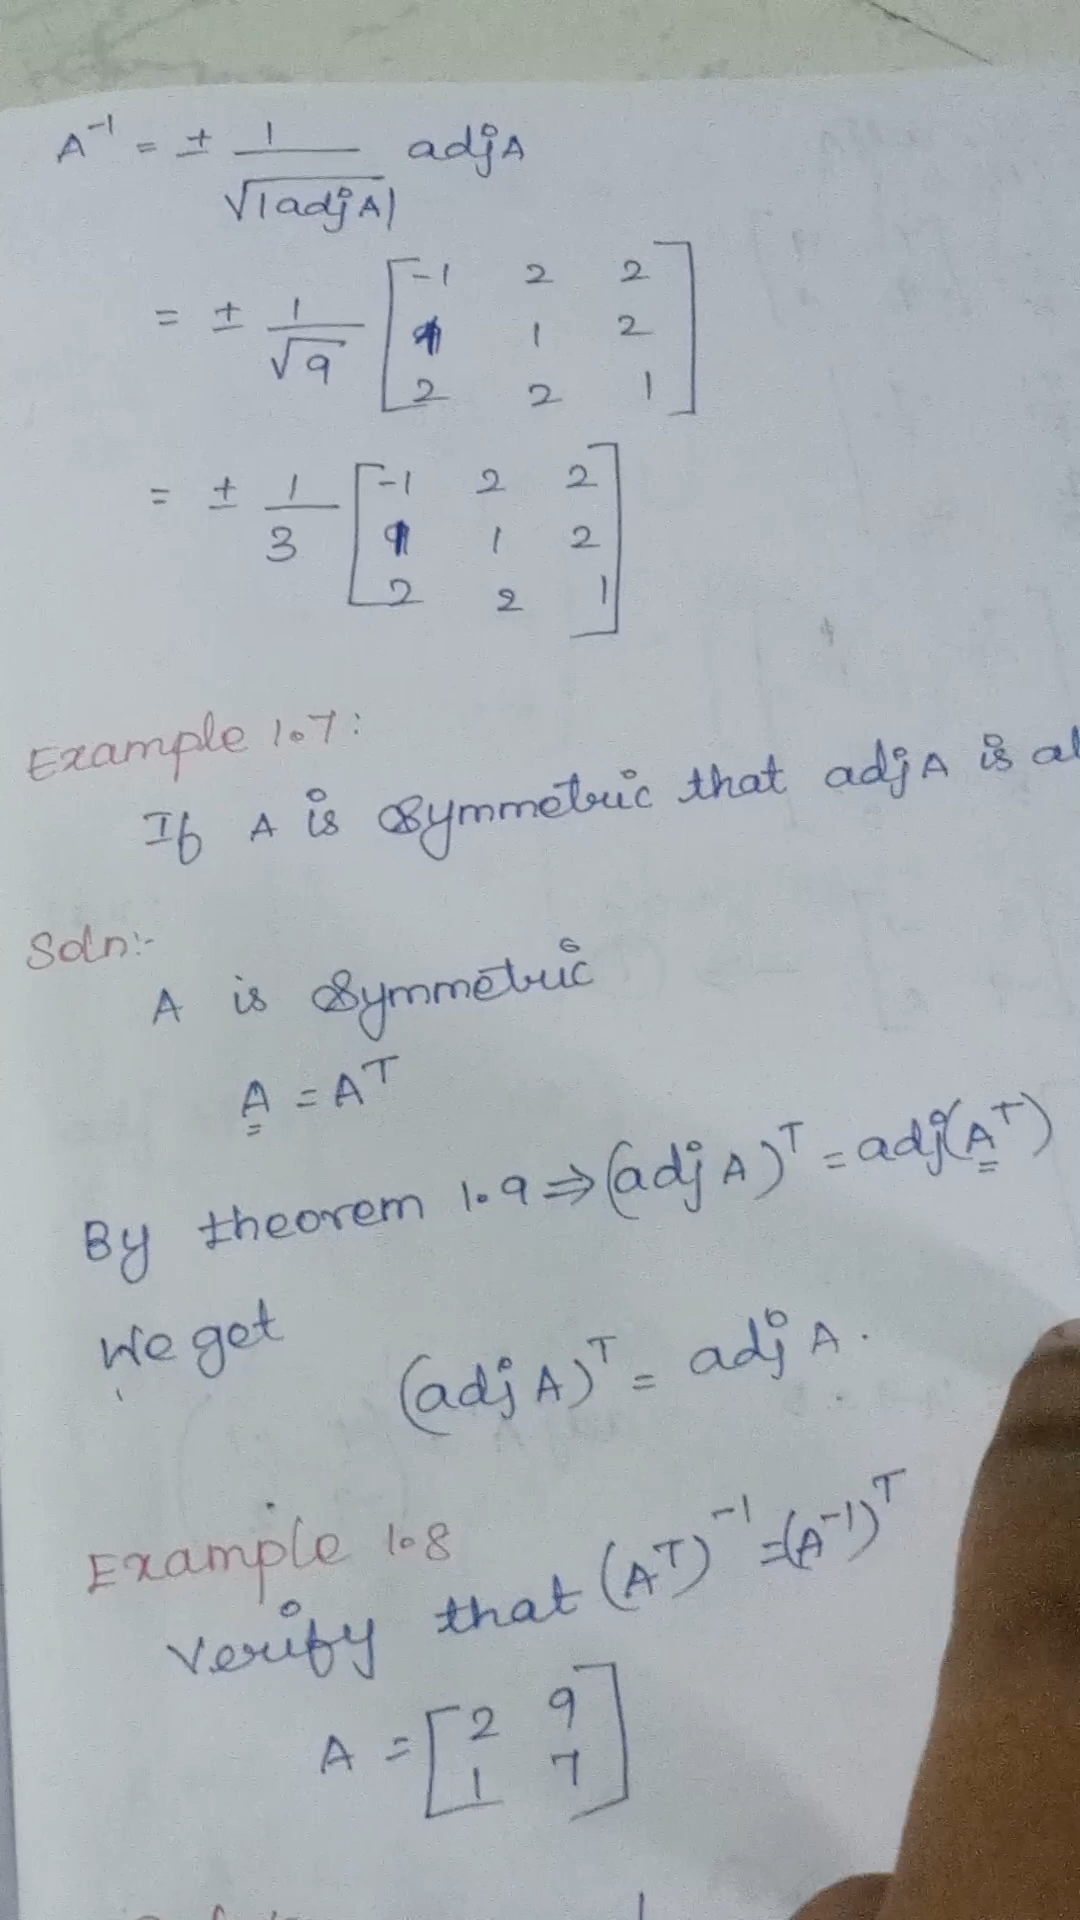 A⁻¹ = ± 1/√|adj A| adj A
= ± 1/√9 [-1 2 2
1 1 2
2 2 1]
= ± 1/3 [-1 2 2
1 1 2
2 2 1]
Example 1.7:
If A is Symmetric that adj A is al
Soln:-
A is Symmetric
A = Aᵀ
By theorem 1.9 ⇒ (adj A)ᵀ = adj(Aᵀ)
We get
(adj A)ᵀ = adj A.
Example 1.8
Verify that (Aᵀ)⁻¹ = (A⁻¹)ᵀ
A = [2 9
1 7]